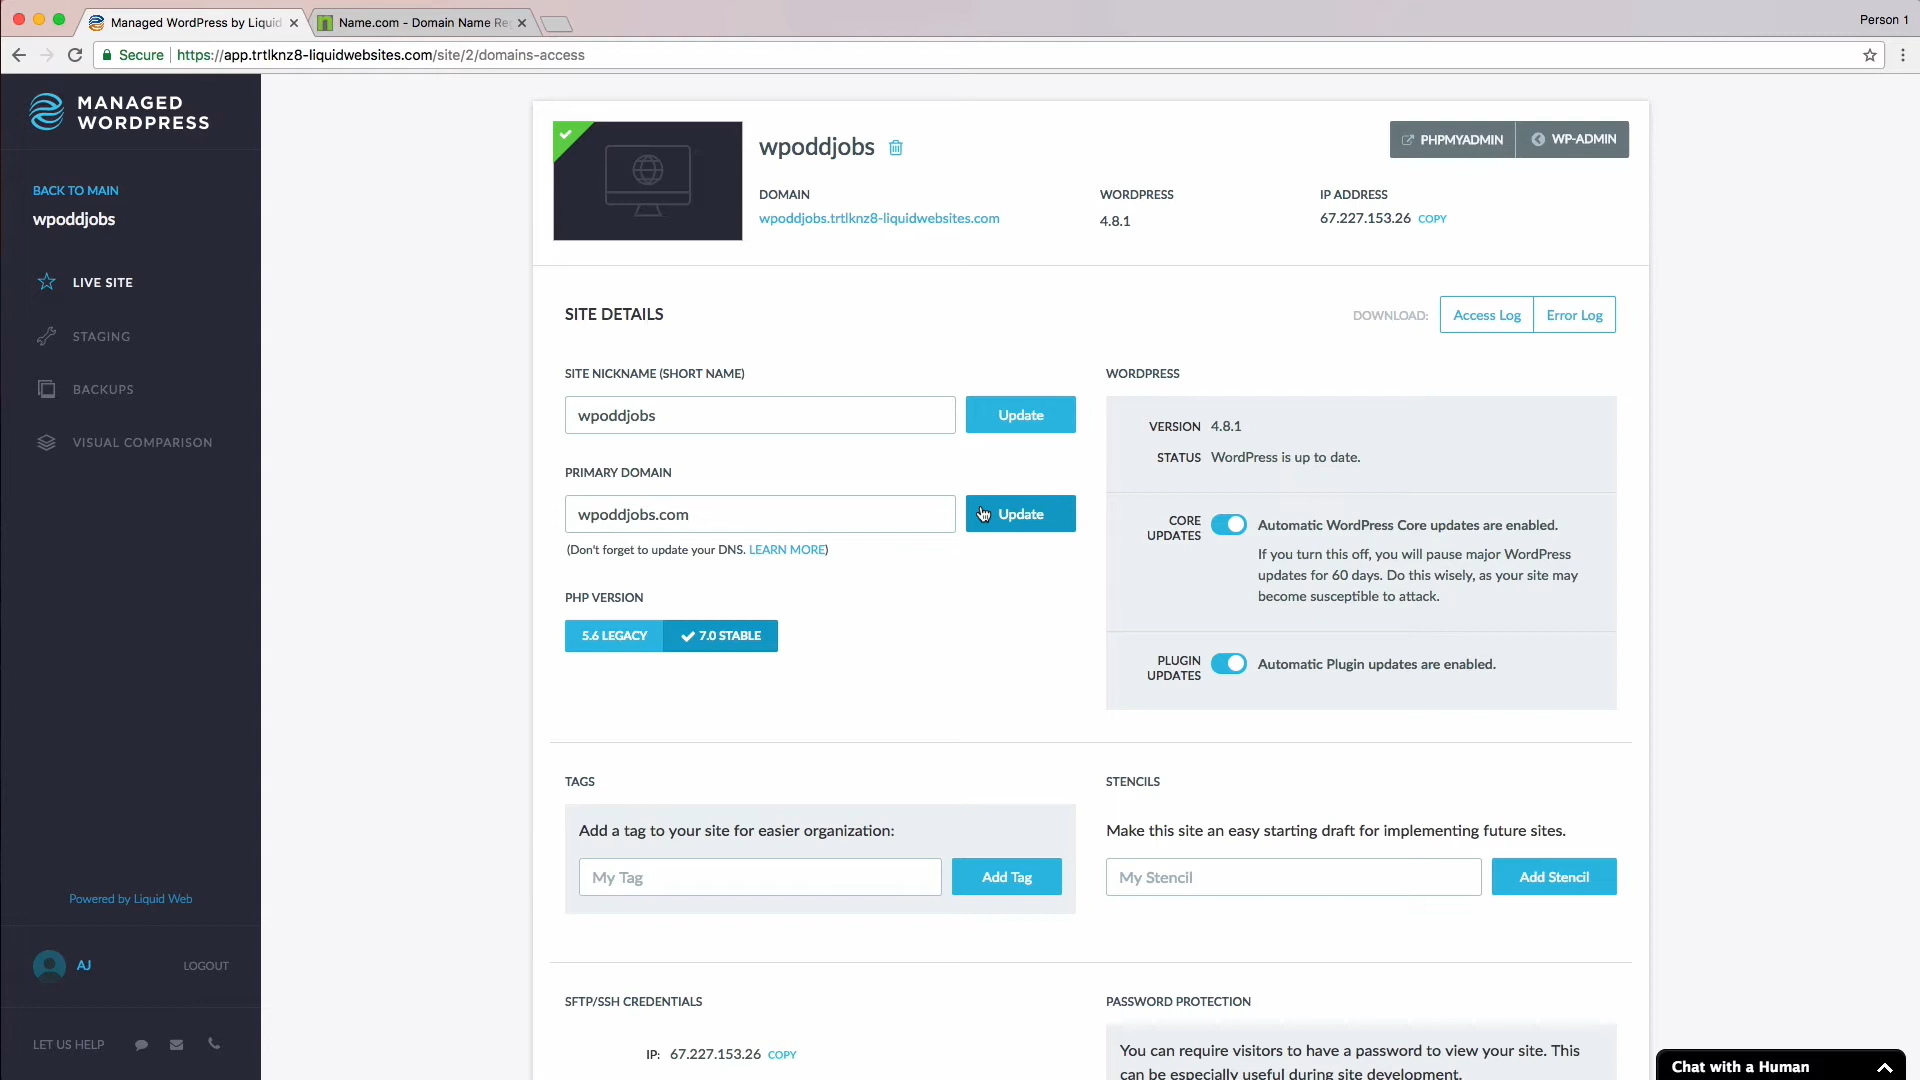 Managed WordPress by Liquid
Name.com - Domain Name Re
Person 1
Secure
https://app.trtlknz8-liquidwebsites.com/site/2/domains-access
MANAGED
WORDPRESS
BACK TO MAIN
wpoddjobs
LIVE SITE
STAGING
BACKUPS
VISUAL COMPARISON
Powered by Liquid Web
AJ
LOGOUT
LET US HELP
wpoddjobs
PHPMYADMIN
WP-ADMIN
DOMAIN
WORDPRESS
IP ADDRESS
wpoddjobs.trtlknz8-liquidwebsites.com
4.8.1
67.227.153.26 COPY
SITE DETAILS
DOWNLOAD:
Access Log
Error Log
SITE NICKNAME (SHORT NAME)
wpoddjobs
Update
PRIMARY DOMAIN
wpoddjobs.com
Update
(Don't forget to update your DNS. LEARN MORE)
PHP VERSION
5.6 LEGACY
7.0 STABLE
WORDPRESS
VERSION 4.8.1
STATUS WordPress is up to date.
CORE
UPDATES
Automatic WordPress Core updates are enabled.
If you turn this off, you will pause major WordPress
updates for 60 days. Do this wisely, as your site may
become susceptible to attack.
PLUGIN
UPDATES
Automatic Plugin updates are enabled.
TAGS
Add a tag to your site for easier organization:
My Tag
Add Tag
STENCILS
Make this site an easy starting draft for implementing future sites.
My Stencil
Add Stencil
SFTP/SSH CREDENTIALS
IP: 67.227.153.26 COPY
PASSWORD PROTECTION
You can require visitors to have a password to view your site. This
can be especially useful during site development.
Chat with a Human